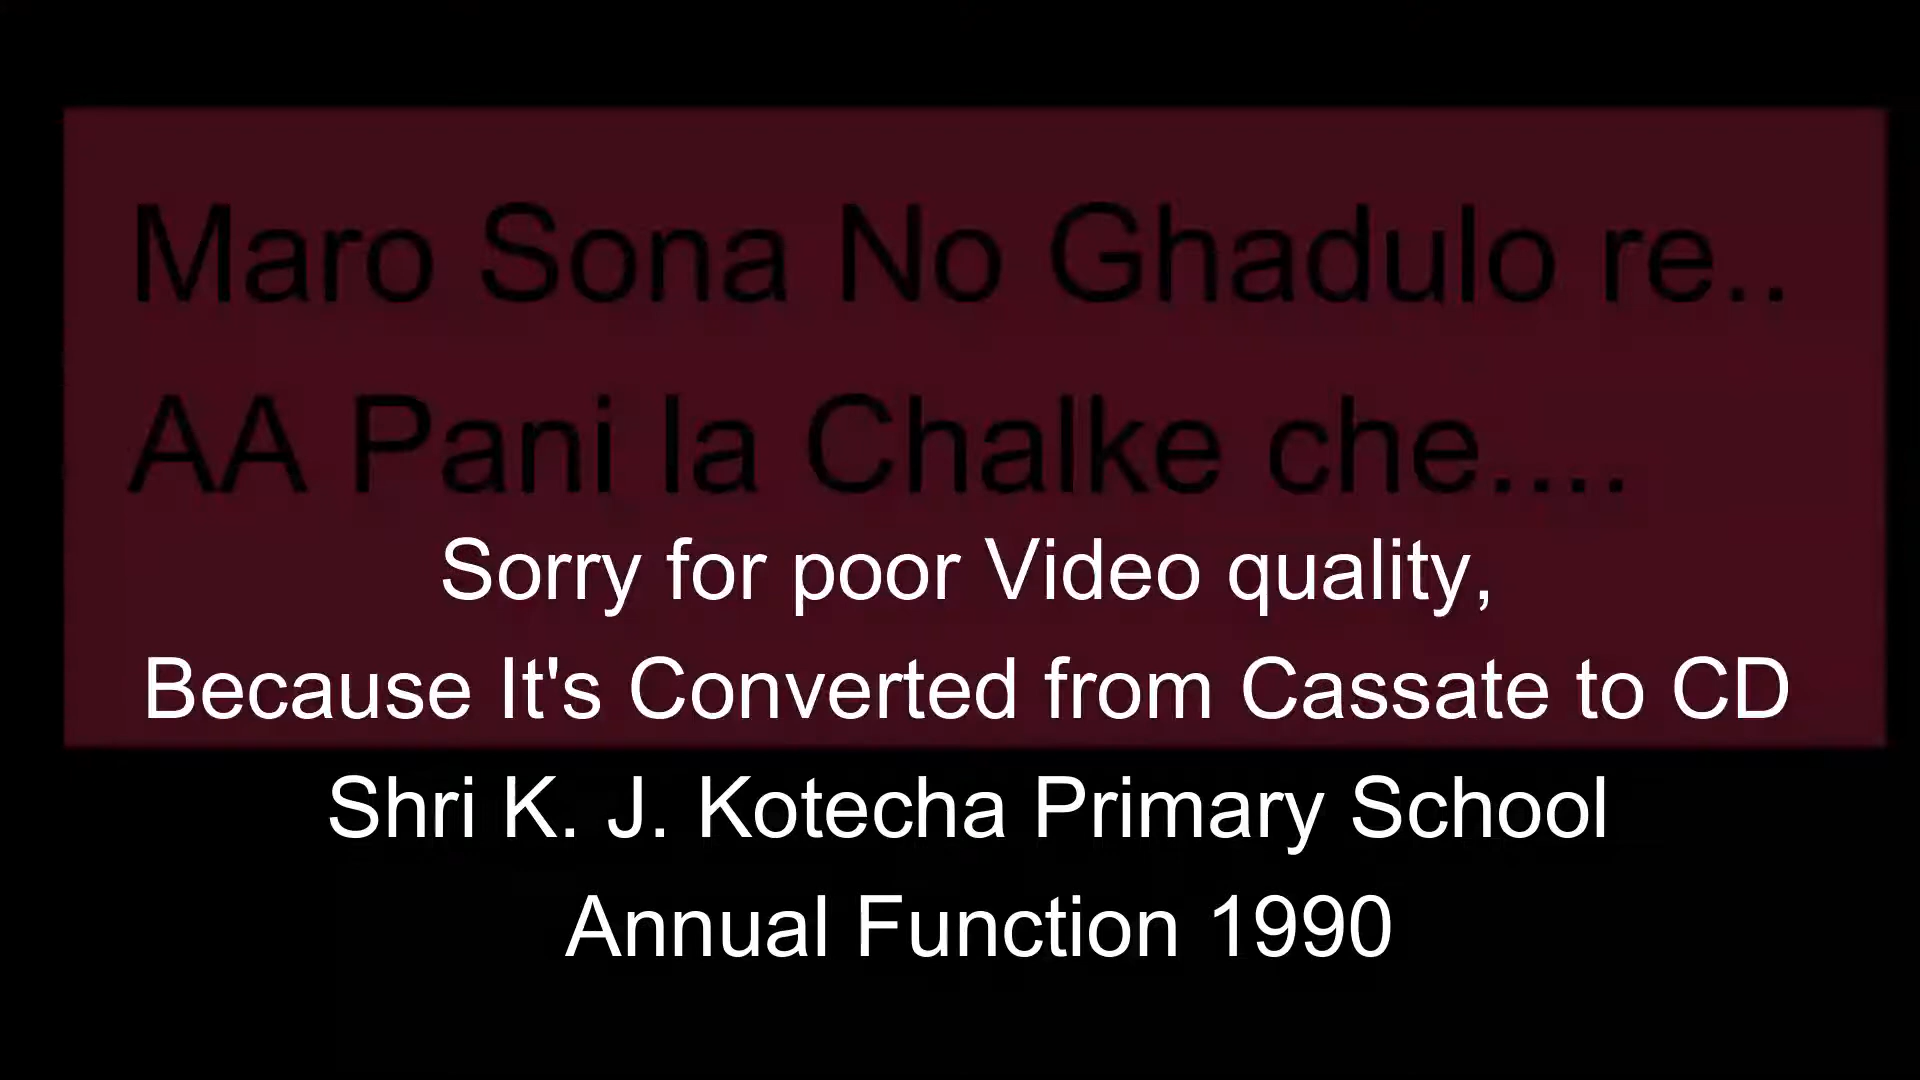 Maro Sona No Ghadulo re..
AA Pani la Chalke che....
Sorry for poor Video quality,
Because It's Converted from Cassate to CD
Shri K. J. Kotecha Primary School
Annual Function 1990